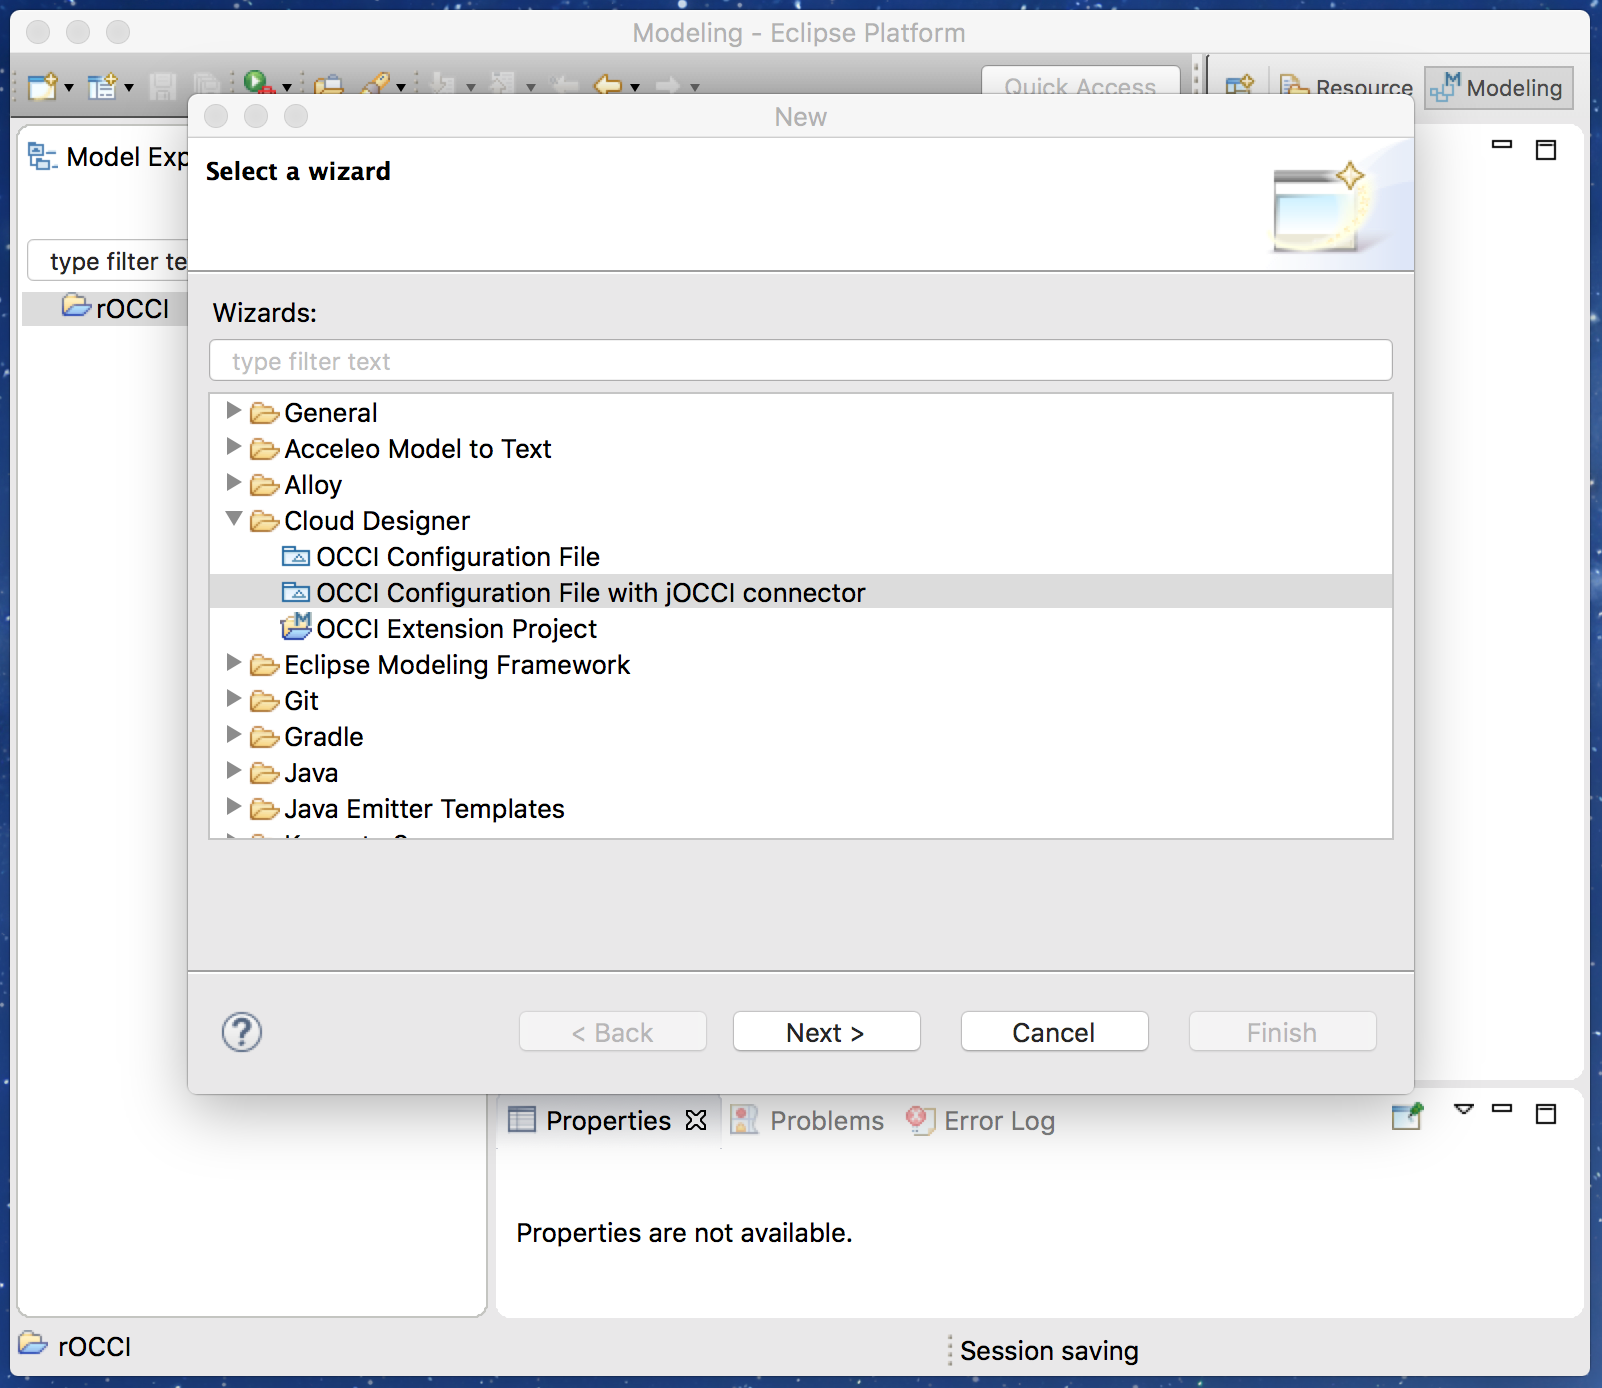 Modeling - Eclipse Platform
Quick Access
Resource
Modeling
New
Model Exp
Select a wizard
type filter te
rOCCI
Wizards:
type filter text
General
Acceleo Model to Text
Alloy
Cloud Designer
OCCI Configuration File
OCCI Configuration File with jOCCI connector
OCCI Extension Project
Eclipse Modeling Framework
Git
Gradle
Java
Java Emitter Templates
< Back
Next >
Cancel
Finish
Properties
Problems
Error Log
Properties are not available.
rOCCI
Session saving